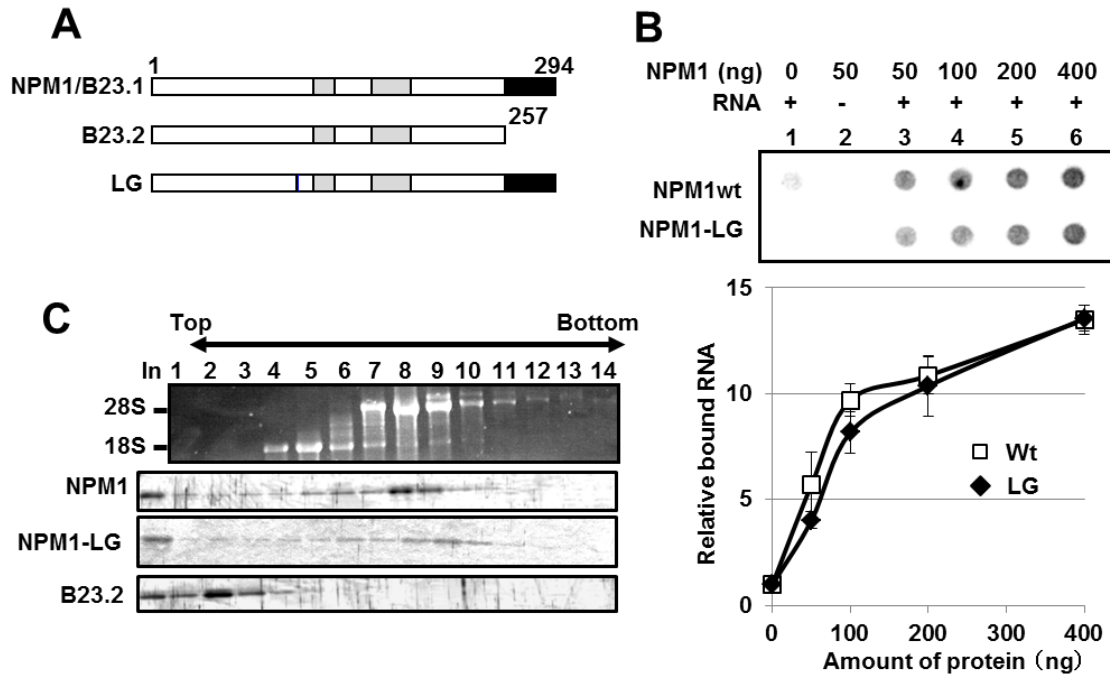 A
1 294
NPM1/B23.1
257
B23.2
LG
B
NPM1 (ng) 0 50 50 100 200 400
RNA + - + + + +
1 2 3 4 5 6
NPM1wt
NPM1-LG
C
Top Bottom
In 1 2 3 4 5 6 7 8 9 10 11 12 13 14
28S
18S
NPM1
NPM1-LG
B23.2
15
10
5
0
Relative bound RNA
Wt
LG
0 100 200 300 400
Amount of protein (ng)